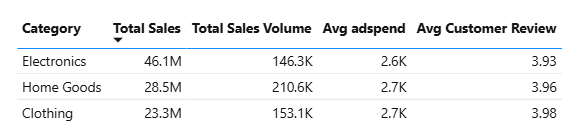 Category Total Sales Total Sales Volume Avg adspend Avg Customer Review
Electronics 46.1M 146.3K 2.6K 3.93
Home Goods 28.5M 210.6K 2.7K 3.96
Clothing 23.3M 153.1K 2.7K 3.98